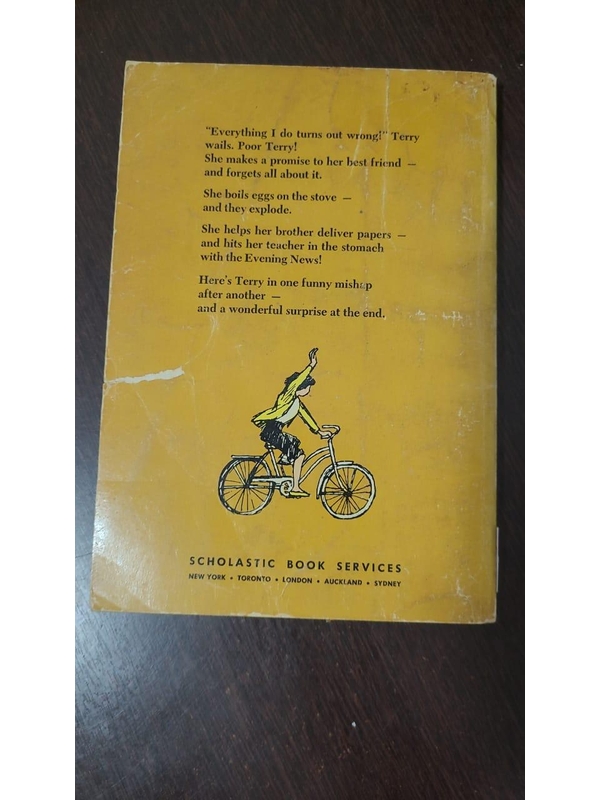 "Everything I do turns out wrong!" Terry
wails. Poor Terry!
She makes a promise to her best friend —
and forgets all about it.
She boils eggs on the stove —
and they explode.
She helps her brother deliver papers —
and hits her teacher in the stomach
with the Evening News!
Here's Terry in one funny mishap
after another —
and a wonderful surprise at the end.
SCHOLASTIC BOOK SERVICES
NEW YORK • TORONTO • LONDON • AUCKLAND • SYDNEY